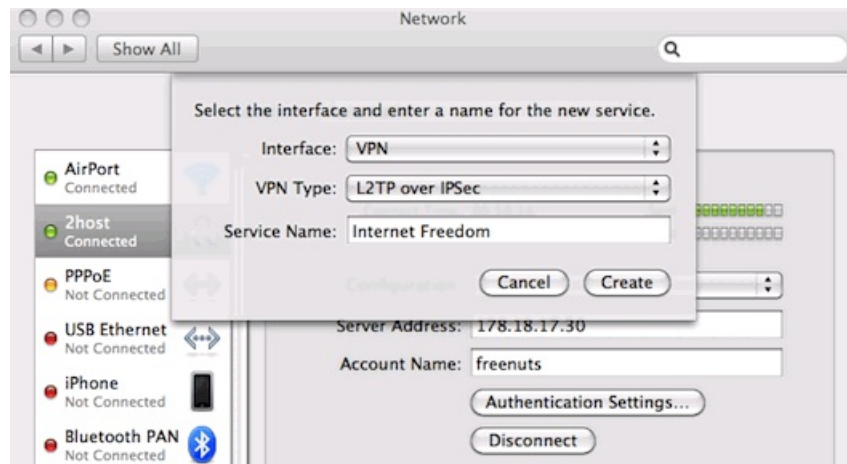 Network
Show All
Select the interface and enter a name for the new service.
Interface: VPN
VPN Type: L2TP over IPSec
Service Name: Internet Freedom
Cancel Create
AirPort
Connected
2host
Connected
PPPoE
Not Connected
USB Ethernet
Not Connected
iPhone
Not Connected
Bluetooth PAN
Not Connected
Configuration
Server Address: 178.18.17.30
Account Name: freenuts
Authentication Settings...
Disconnect